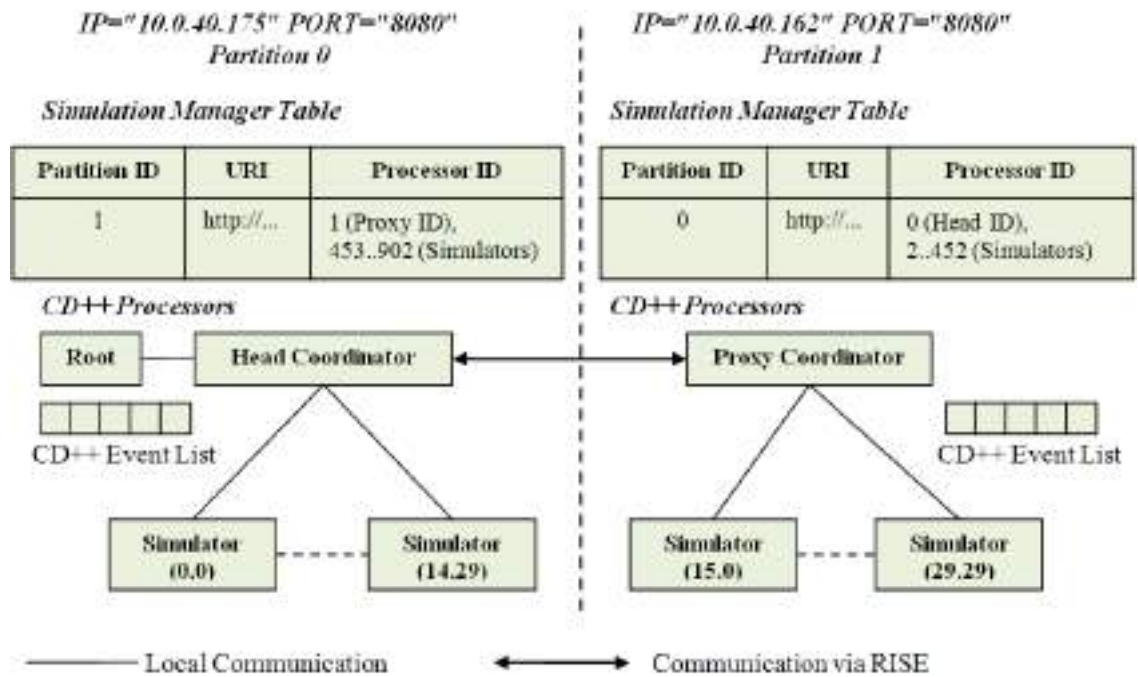 IP="10.0.40.175" PORT="8080"
Partition 0
Simulation Manager Table
Partition ID URI Processor ID
1 http://... 1 (Proxy ID),
453..902 (Simulators)
CD++ Processors
Root Head Coordinator
CD++ Event List
Simulator
(0.0)
Simulator
(14.29)
IP="10.0.40.162" PORT="8080"
Partition 1
Simulation Manager Table
Partition ID URI Processor ID
0 http://... 0 (Head ID),
2..452 (Simulators)
CD++ Processors
Proxy Coordinator
CD++ Event List
Simulator
(15.0)
Simulator
(29.29)
Local Communication
Communication via RISE